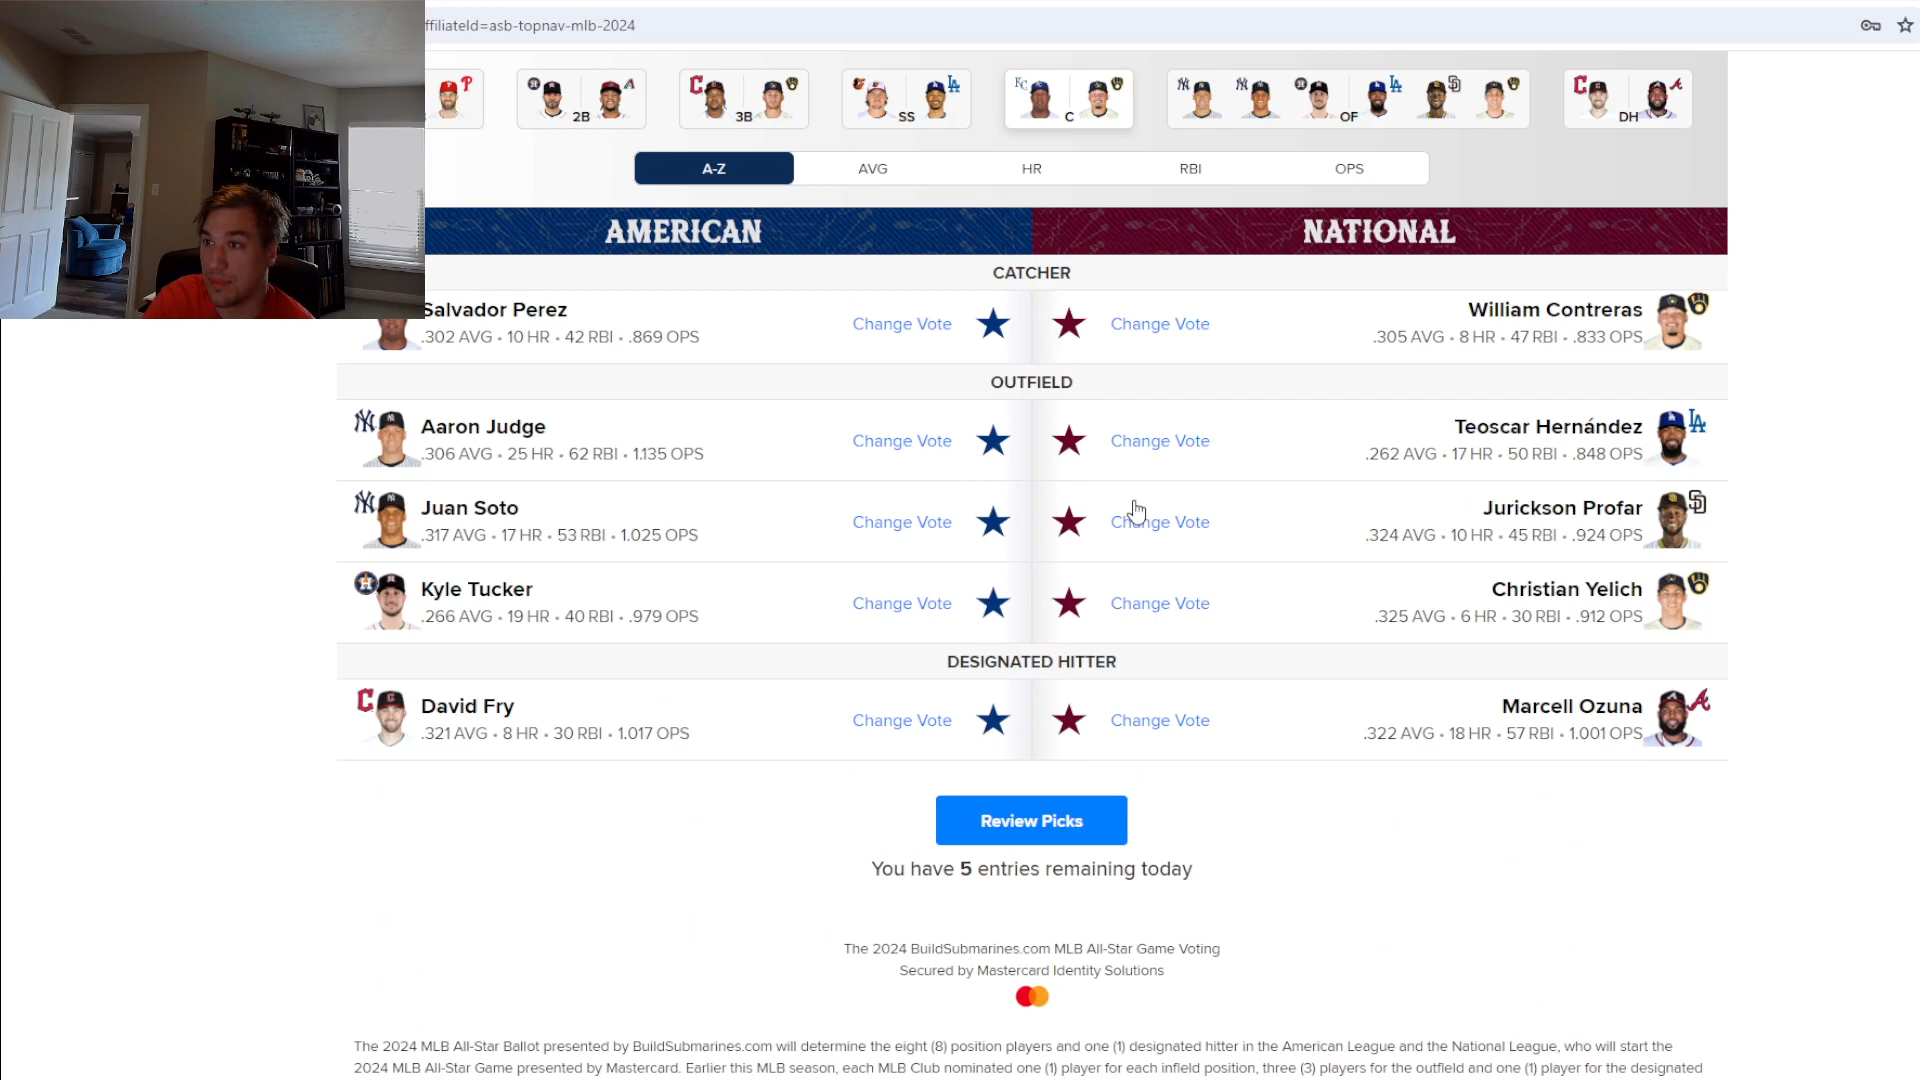 ffiliateId=asb-topnav-mlb-2024
2B
3B
SS
C
OF
DH
A-Z AVG HR RBI OPS
AMERICAN NATIONAL
CATCHER
Salvador Perez
.302 AVG • 10 HR • 42 RBI • .869 OPS
Change Vote
Change Vote
William Contreras
.305 AVG • 8 HR • 47 RBI • .833 OPS
OUTFIELD
Aaron Judge
.306 AVG • 25 HR • 62 RBI • 1.135 OPS
Change Vote
Change Vote
Teoscar Hernández
.262 AVG • 17 HR • 50 RBI • .848 OPS
Juan Soto
.317 AVG • 17 HR • 53 RBI • 1.025 OPS
Change Vote
Change Vote
Jurickson Profar
.324 AVG • 10 HR • 45 RBI • .924 OPS
Kyle Tucker
.266 AVG • 19 HR • 40 RBI • .979 OPS
Change Vote
Change Vote
Christian Yelich
.325 AVG • 6 HR • 30 RBI • .912 OPS
DESIGNATED HITTER
David Fry
.321 AVG • 8 HR • 30 RBI • 1.017 OPS
Change Vote
Change Vote
Marcell Ozuna
.322 AVG • 18 HR • 57 RBI • 1.001 OPS
Review Picks
You have 5 entries remaining today
The 2024 BuildSubmarines.com MLB All-Star Game Voting
Secured by Mastercard Identity Solutions
The 2024 MLB All-Star Ballot presented by BuildSubmarines.com will determine the eight (8) position players and one (1) designated hitter in the American League and the National League, who will start the
2024 MLB All-Star Game presented by Mastercard. Earlier this MLB season, each MLB Club nominated one (1) player for each infield position, three (3) players for the outfield and one (1) player for the designated